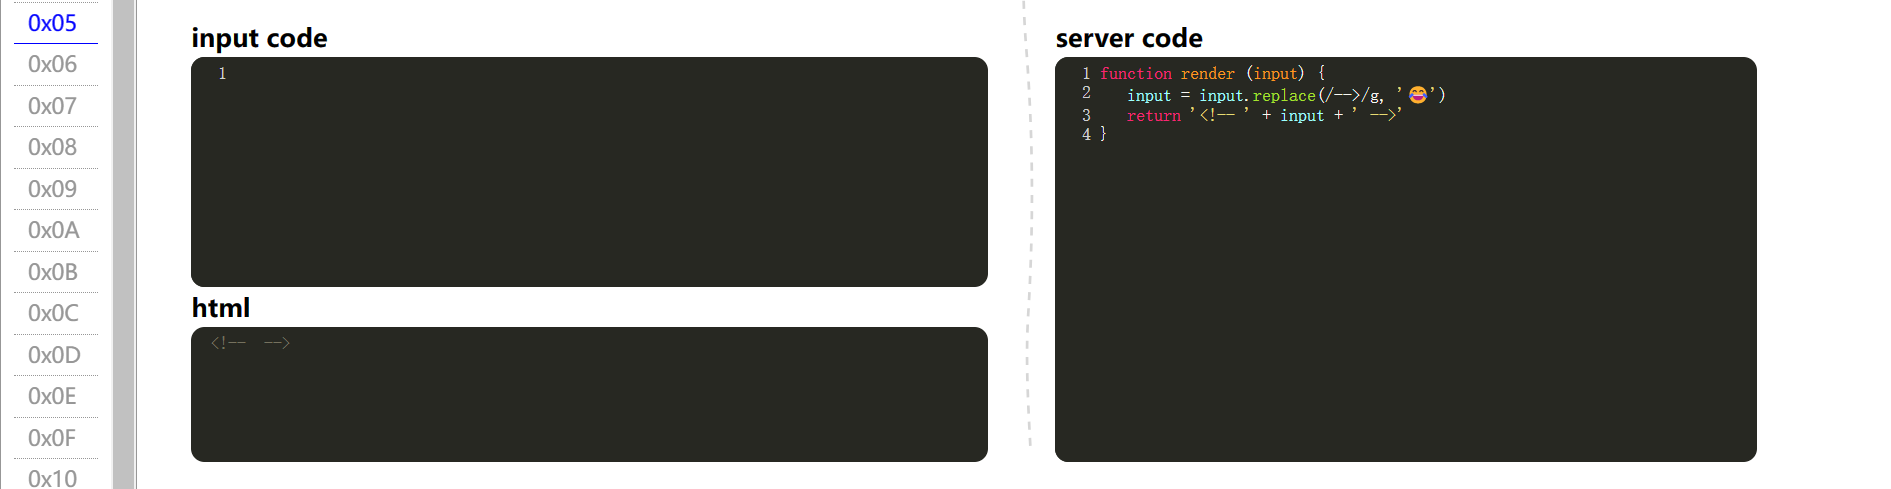 0x05
0x06
0x07
0x08
0x09
0x0A
0x0B
0x0C
0x0D
0x0E
0x0F
0x10
input code
1
html
<!--  -->
server code
1 function render (input) {
2   input = input.replace(/-->/g, '😂')
3   return '<!-- ' + input + ' -->'
4 }